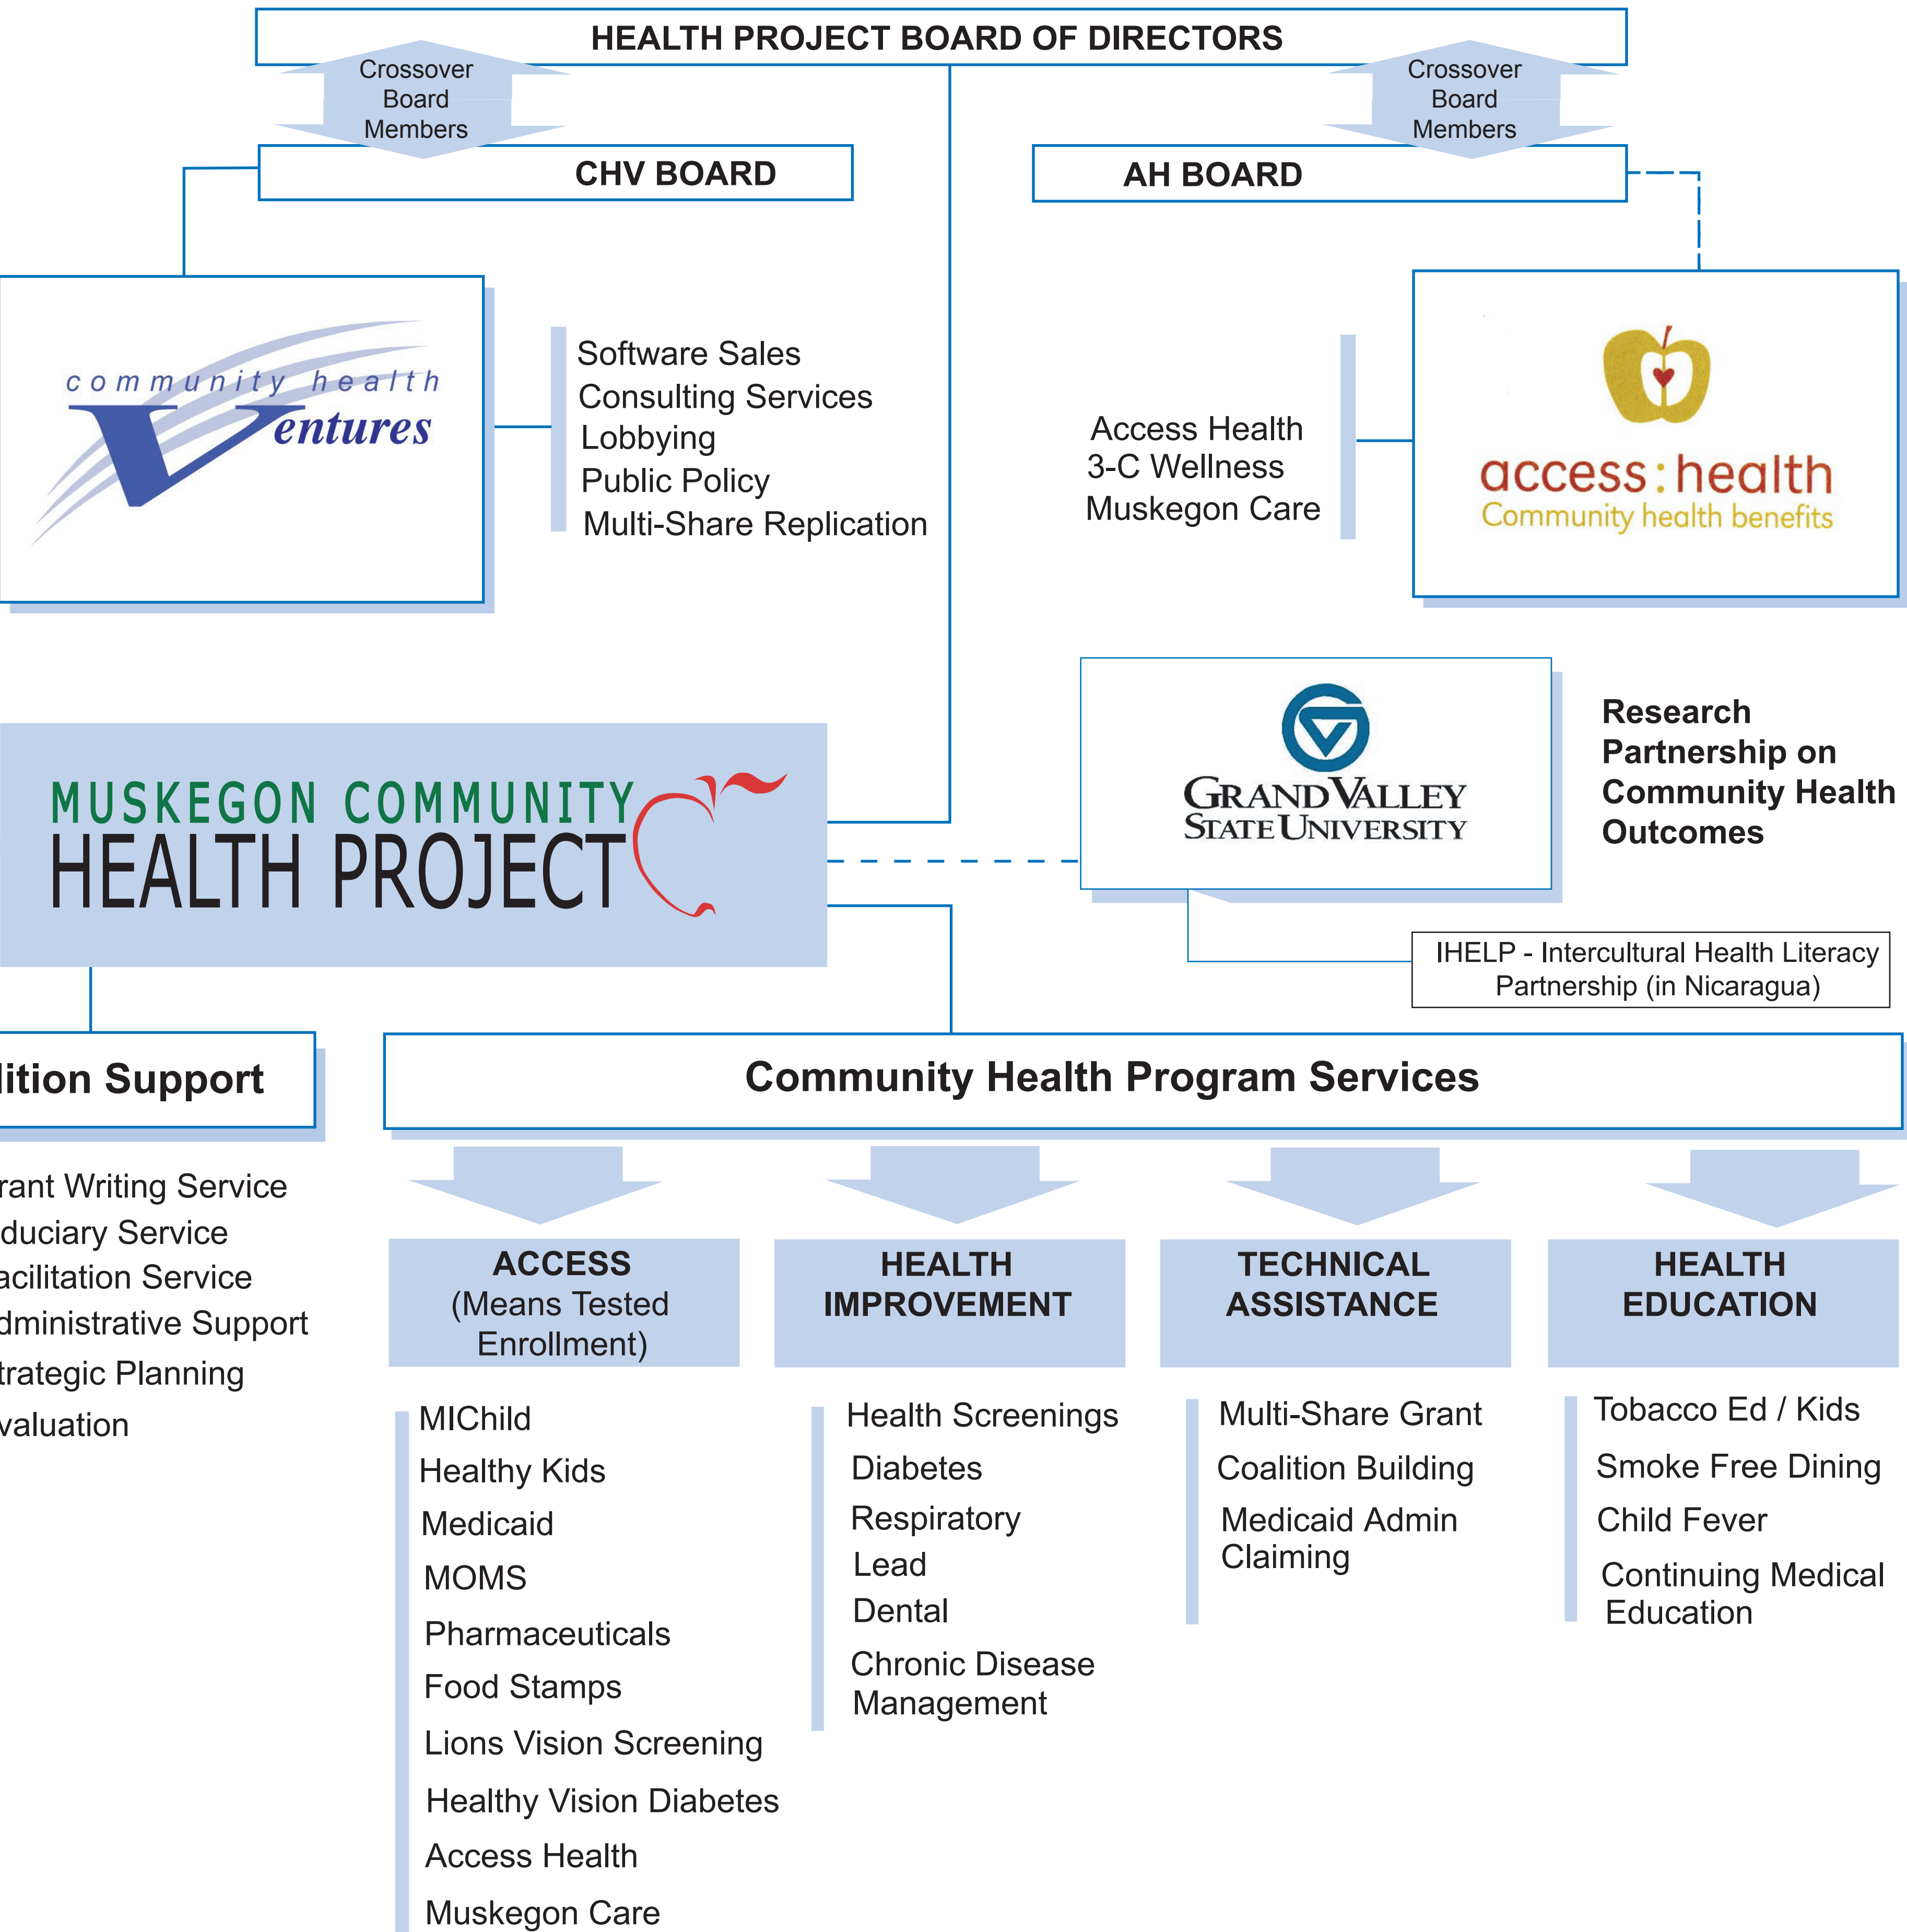 HEALTH PROJECT BOARD OF DIRECTORS
Crossover
Board
Members
Crossover
Board
Members
CHV BOARD
AH BOARD
community health
Ventures
Software Sales
Consulting Services
Lobbying
Public Policy
Multi-Share Replication
Access Health
3-C Wellness
Muskegon Care
access:health
Community health benefits
MUSKEGON COMMUNITY
HEALTH PROJECT
GRAND VALLEY
STATE UNIVERSITY
Research
Partnership on
Community Health
Outcomes
IHELP - Intercultural Health Literacy
Partnership (in Nicaragua)
lition Support
rant Writing Service
iduciary Service
acilitation Service
dministrative Support
trategic Planning
valuation
Community Health Program Services
ACCESS
(Means Tested
Enrollment)
MIChild
Healthy Kids
Medicaid
MOMS
Pharmaceuticals
Food Stamps
Lions Vision Screening
Healthy Vision Diabetes
Access Health
Muskegon Care
HEALTH
IMPROVEMENT
Health Screenings
Diabetes
Respiratory
Lead
Dental
Chronic Disease
Management
TECHNICAL
ASSISTANCE
Multi-Share Grant
Coalition Building
Medicaid Admin
Claiming
HEALTH
EDUCATION
Tobacco Ed / Kids
Smoke Free Dining
Child Fever
Continuing Medical
Education